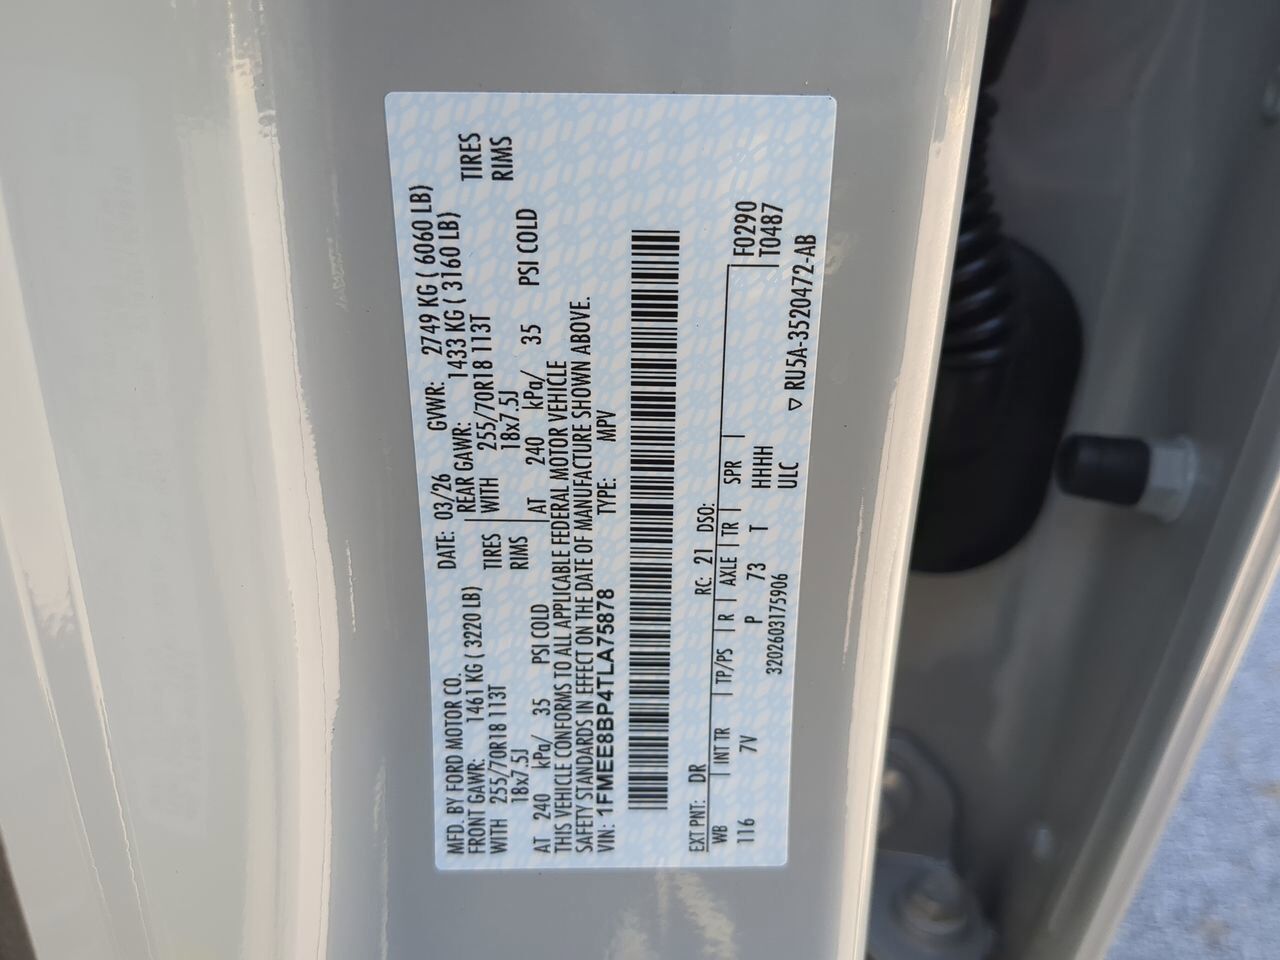 MFD. BY FORD MOTOR CO. DATE: 03/26 GVWR: 2749 KG ( 6060 LB)
FRONT GAWR: 1461 KG ( 3220 LB) REAR GAWR: 1433 KG ( 3160 LB)
WITH 255/70R18 113T TIRES WITH 255/70R18 113T TIRES
18x7.5J RIMS 18x7.5J RIMS
AT 240 kPa/ 35 PSI COLD AT 240 kPa/ 35 PSI COLD
THIS VEHICLE CONFORMS TO ALL APPLICABLE FEDERAL MOTOR VEHICLE
SAFETY STANDARDS IN EFFECT ON THE DATE OF MANUFACTURE SHOWN ABOVE.
VIN: 1FMEE8BP4TLA75878 TYPE: MPV
EXT PNT: DR RC: 21 DSO:
WB INT TR TP/PS R AXLE TR SPR F0290
116 7V P 73 T HHHH T0487
3202603175906 ULC
▽ RU5A-3520472-AB